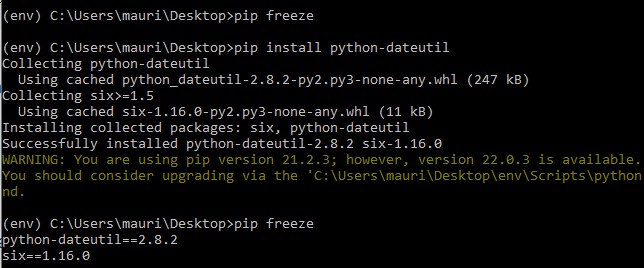 (env) C:\Users\mauri\Desktop>pip freeze
(env) C:\Users\mauri\Desktop>pip install python-dateutil
Collecting python-dateutil
  Using cached python_dateutil-2.8.2-py2.py3-none-any.whl (247 kB)
Collecting six>=1.5
  Using cached six-1.16.0-py2.py3-none-any.whl (11 kB)
Installing collected packages: six, python-dateutil
Successfully installed python-dateutil-2.8.2 six-1.16.0
WARNING: You are using pip version 21.2.3; however, version 22.0.3 is available.
You should consider upgrading via the 'C:\Users\mauri\Desktop\env\Scripts\python
nd.
(env) C:\Users\mauri\Desktop>pip freeze
python-dateutil==2.8.2
six==1.16.0